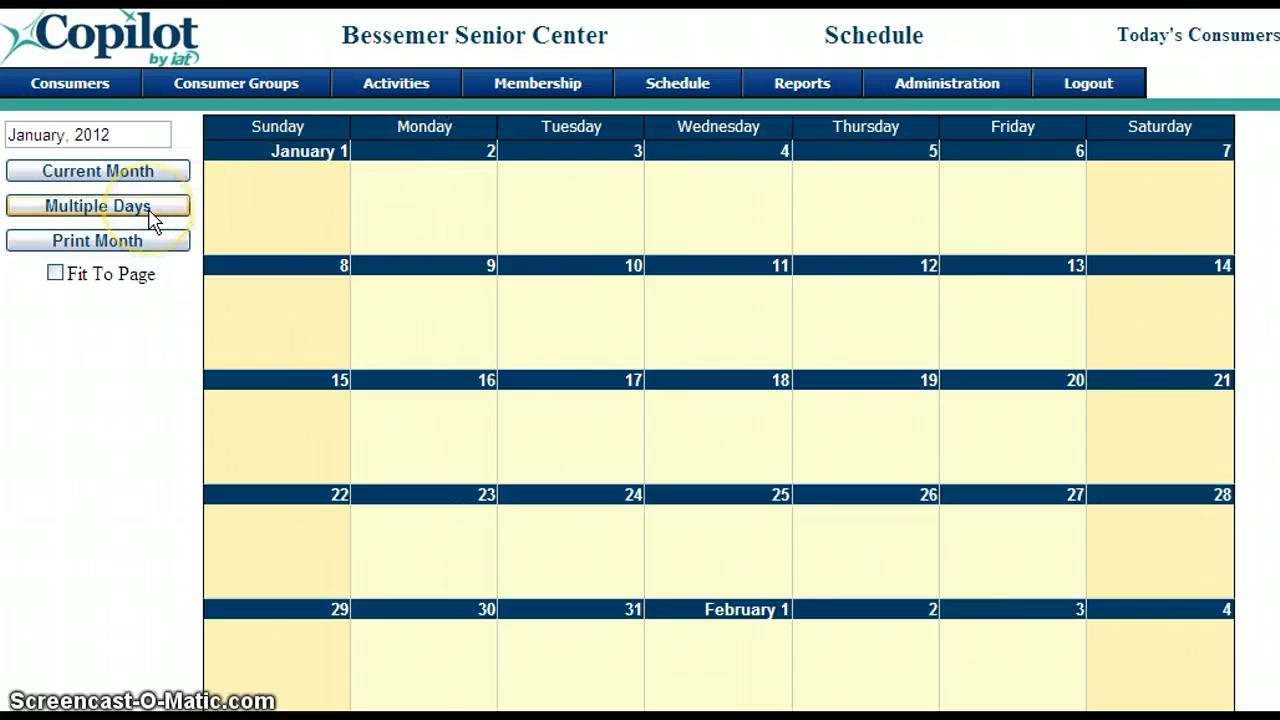 Copilot
by iat
Bessemer Senior Center
Schedule
Today's Consumers
Consumers
Consumer Groups
Activities
Membership
Schedule
Reports
Administration
Logout
January, 2012
Current Month
Multiple Days
Print Month
Fit To Page
Sunday Monday Tuesday Wednesday Thursday Friday Saturday
January 1 2 3 4 5 6 7
8 9 10 11 12 13 14
15 16 17 18 19 20 21
22 23 24 25 26 27 28
29 30 31 February 1 2 3 4
Screencast-O-Matic.com